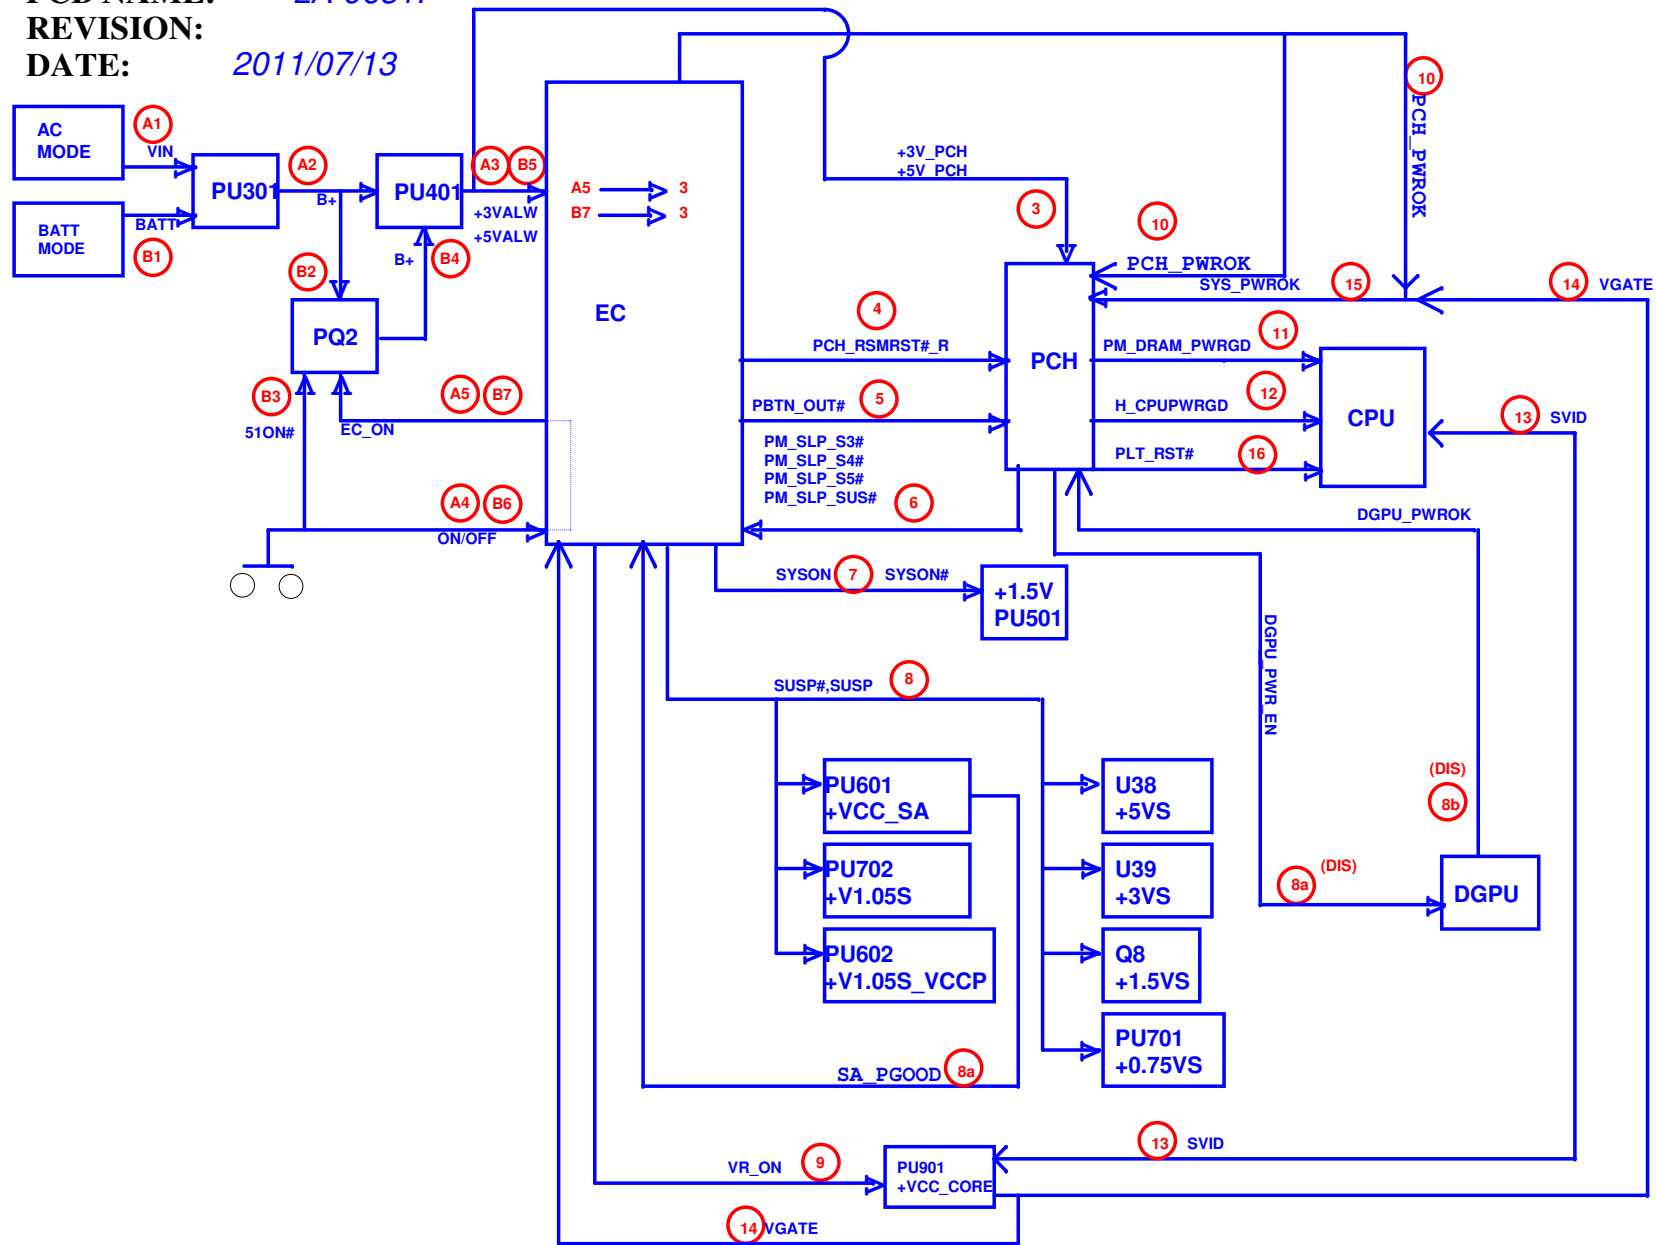 PCB NAME:
REVISION:
DATE: 2011/07/13
AC
MODE
A1
VIN
BATT
MODE
BATT
B1
PU301
A2
B+
PU401
A3 B5
+3VALW
+5VALW
B2
B+
B4
PQ2
B3
51ON#
A5 B7
EC_ON
A4 B6
ON/OFF
A5 3
B7 3
EC
+3V_PCH
+5V_PCH
3
10
PCH_PWROK
10
PCH_PWROK
SYS_PWROK
15
14 VGATE
4
PCH_RSMRST#_R
PCH
11
PM_DRAM_PWRGD
PBTN_OUT# 5
12
H_CPUPWRGD
CPU
13 SVID
PM_SLP_S3#
PM_SLP_S4#
PM_SLP_S5#
PM_SLP_SUS#
6
PLT_RST# 16
DGPU_PWROK
SYSON 7 SYSON#
+1.5V
PU501
DGPU_PWR_EN
SUSP#,SUSP 8
PU601
+VCC_SA
PU702
+V1.05S
PU602
+V1.05S_VCCP
U38
+5VS
U39
+3VS
Q8
+1.5VS
PU701
+0.75VS
(DIS)
8b
(DIS)
8a
DGPU
SA_PGOOD 8a
13 SVID
VR_ON 9
PU901
+VCC_CORE
14 VGATE